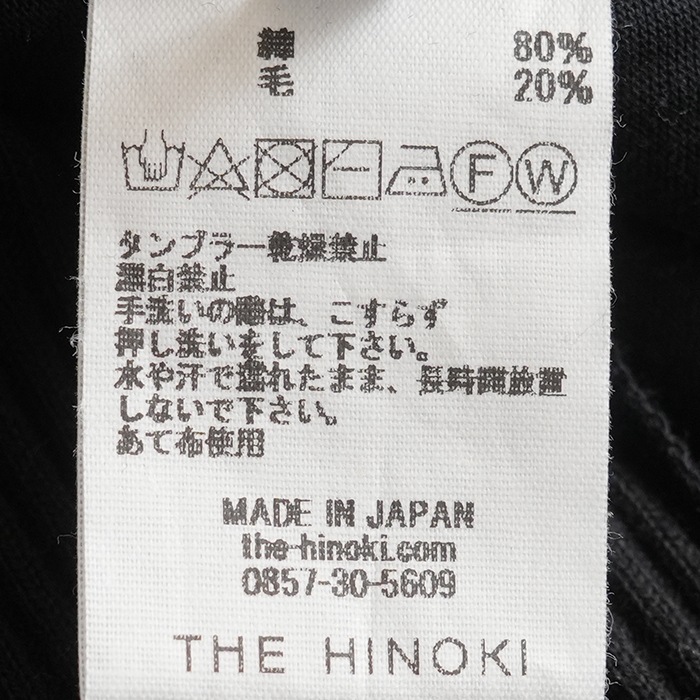 綿 80%
毛 20%
F W
タンブラー乾燥禁止
漂白禁止
手洗いの際は、こすらず
押し洗いをして下さい。
水や汗で濡れたまま、長時間放置
しないで下さい。
あて布使用
MADE IN JAPAN
the-hinoki.com
0857-30-5609
THE HINOKI